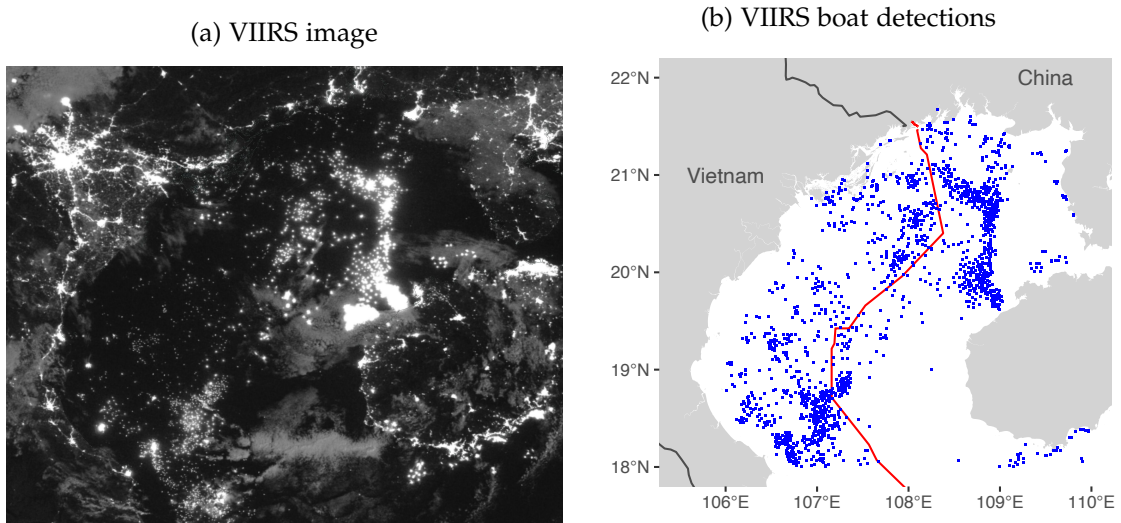 (a) VIIRS image
(b) VIIRS boat detections
22°N
China
21°N
Vietnam
20°N
19°N
18°N
106°E 107°E 108°E 109°E 110°E